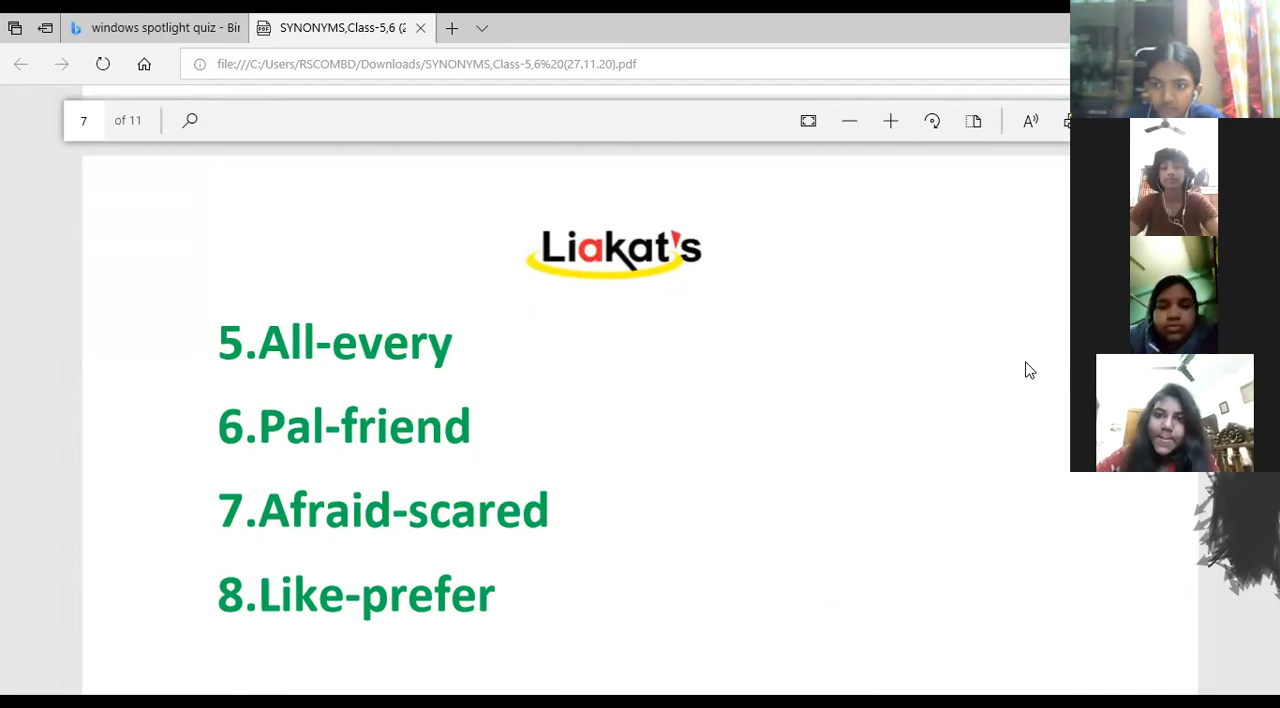 windows spotlight quiz - Bir
SYNONYMS,Class-5,6 (2
file:///C:/Users/RSCOMBD/Downloads/SYNONYMS,Class-5,6%20(27.11.20).pdf
7 of 11
Liakat's
5.All-every
6.Pal-friend
7.Afraid-scared
8.Like-prefer